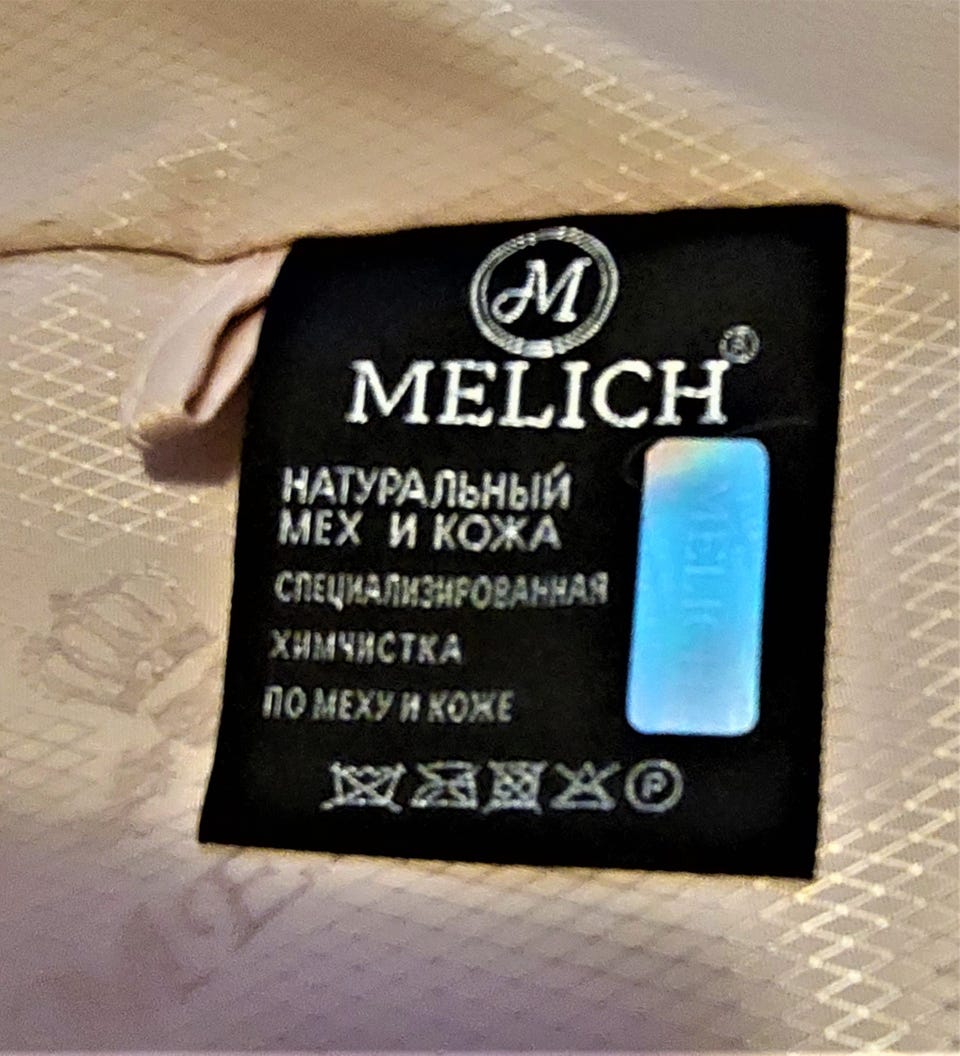 M
MELICH®
НАТУРАЛЬНЫЙ
МЕХ И КОЖА
СПЕЦИАЛИЗИРОВАННАЯ
ХИМЧИСТКА
ПО МЕХУ И КОЖЕ
P